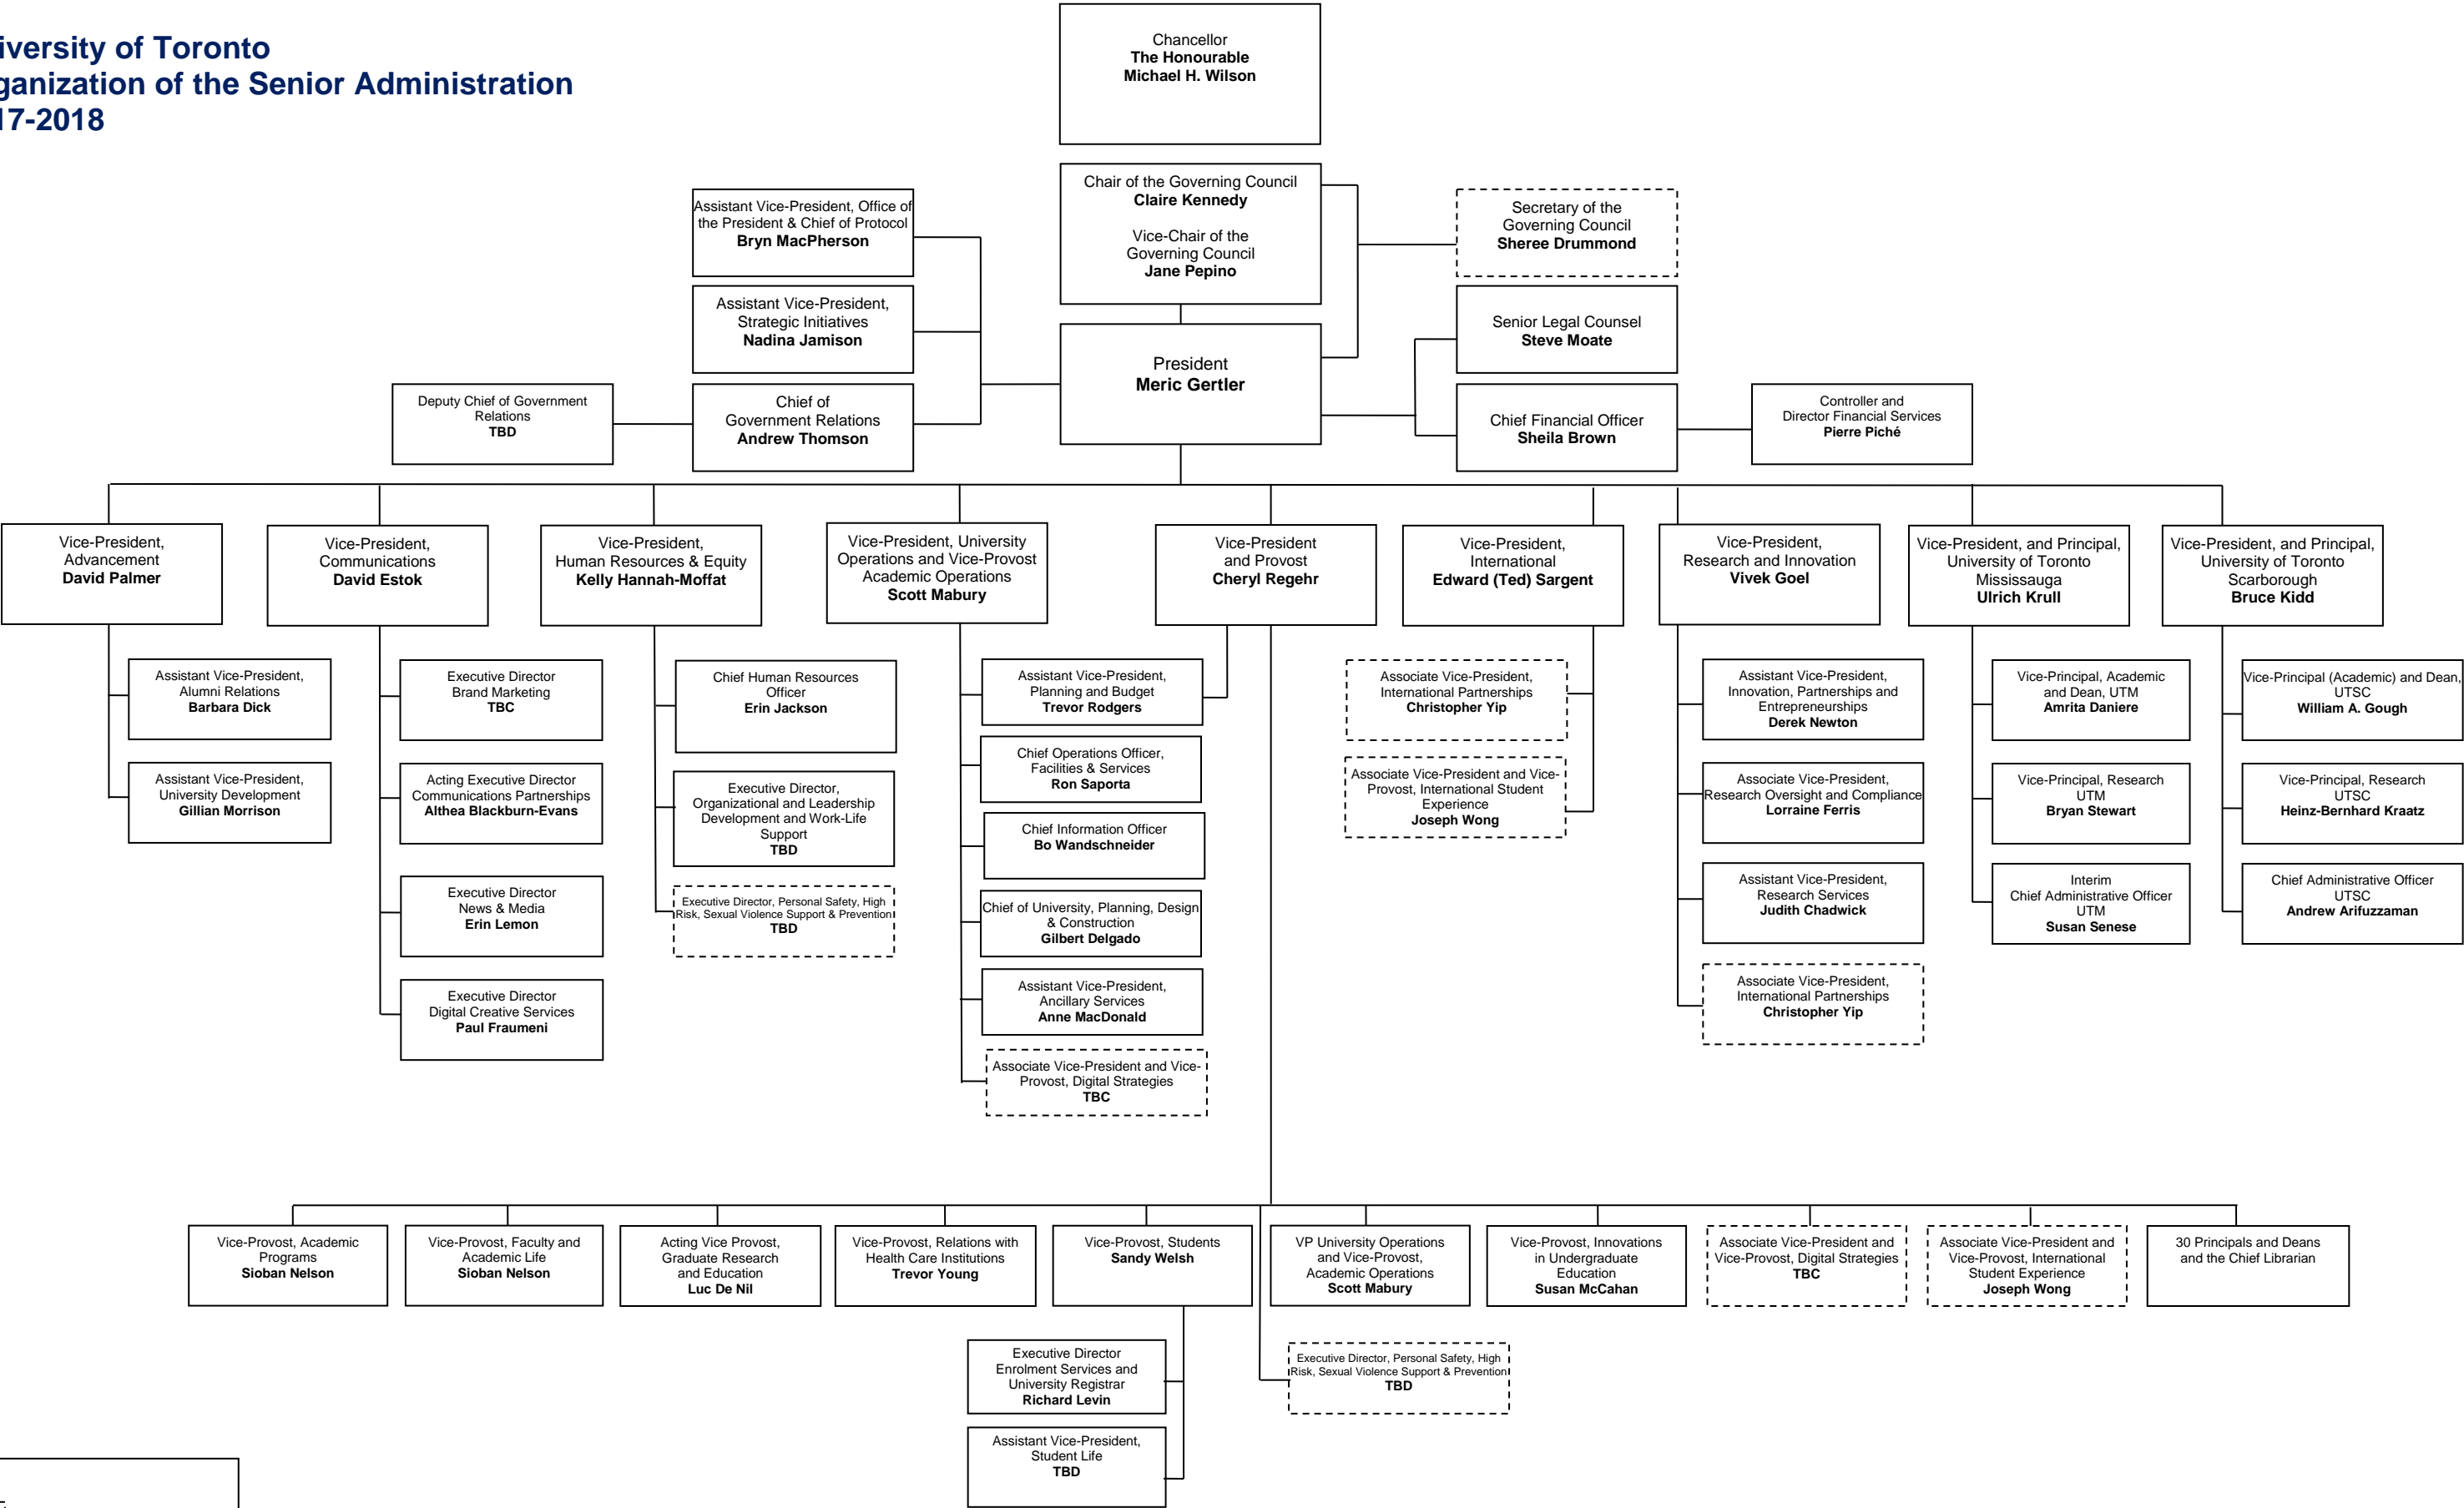 iversity of Toronto
ganization of the Senior Administration
17-2018
Chancellor
The Honourable
Michael H. Wilson
Chair of the Governing Council
Claire Kennedy
Vice-Chair of the
Governing Council
Jane Pepino
Assistant Vice-President, Office of
the President & Chief of Protocol
Bryn MacPherson
Secretary of the
Governing Council
Sheree Drummond
Assistant Vice-President,
Strategic Initiatives
Nadina Jamison
Senior Legal Counsel
Steve Moate
President
Meric Gertler
Deputy Chief of Government
Relations
TBD
Chief of
Government Relations
Andrew Thomson
Chief Financial Officer
Sheila Brown
Controller and
Director Financial Services
Pierre Piché
Vice-President,
Advancement
David Palmer
Vice-President,
Communications
David Estok
Vice-President,
Human Resources & Equity
Kelly Hannah-Moffat
Vice-President, University
Operations and Vice-Provost
Academic Operations
Scott Mabury
Vice-President
and Provost
Cheryl Regehr
Vice-President,
International
Edward (Ted) Sargent
Vice-President,
Research and Innovation
Vivek Goel
Vice-President, and Principal,
University of Toronto
Mississauga
Ulrich Krull
Vice-President, and Principal,
University of Toronto
Scarborough
Bruce Kidd
Assistant Vice-President,
Alumni Relations
Barbara Dick
Assistant Vice-President,
University Development
Gillian Morrison
Executive Director
Brand Marketing
TBC
Acting Executive Director
Communications Partnerships
Althea Blackburn-Evans
Executive Director
News & Media
Erin Lemon
Executive Director
Digital Creative Services
Paul Fraumeni
Chief Human Resources
Officer
Erin Jackson
Executive Director,
Organizational and Leadership
Development and Work-Life
Support
TBD
Executive Director, Personal Safety, High
Risk, Sexual Violence Support & Prevention
TBD
Assistant Vice-President,
Planning and Budget
Trevor Rodgers
Chief Operations Officer,
Facilities & Services
Ron Saporta
Chief Information Officer
Bo Wandschneider
Chief of University, Planning, Design
& Construction
Gilbert Delgado
Assistant Vice-President,
Ancillary Services
Anne MacDonald
Associate Vice-President and Vice-
Provost, Digital Strategies
TBC
Associate Vice-President,
International Partnerships
Christopher Yip
Associate Vice-President and Vice-
Provost, International Student
Experience
Joseph Wong
Assistant Vice-President,
Innovation, Partnerships and
Entrepreneurships
Derek Newton
Associate Vice-President,
Research Oversight and Compliance
Lorraine Ferris
Assistant Vice-President,
Research Services
Judith Chadwick
Associate Vice-President,
International Partnerships
Christopher Yip
Vice-Principal, Academic
and Dean, UTM
Amrita Daniere
Vice-Principal, Research
UTM
Bryan Stewart
Interim
Chief Administrative Officer
UTM
Susan Senese
Vice-Principal (Academic) and Dean,
UTSC
William A. Gough
Vice-Principal, Research
UTSC
Heinz-Bernhard Kraatz
Chief Administrative Officer
UTSC
Andrew Arifuzzaman
Vice-Provost, Academic
Programs
Sioban Nelson
Vice-Provost, Faculty and
Academic Life
Sioban Nelson
Acting Vice Provost,
Graduate Research
and Education
Luc De Nil
Vice-Provost, Relations with
Health Care Institutions
Trevor Young
Vice-Provost, Students
Sandy Welsh
VP University Operations
and Vice-Provost,
Academic Operations
Scott Mabury
Vice-Provost, Innovations
in Undergraduate
Education
Susan McCahan
Associate Vice-President and
Vice-Provost, Digital Strategies
TBC
Associate Vice-President and
Vice-Provost, International
Student Experience
Joseph Wong
30 Principals and Deans
and the Chief Librarian
Executive Director
Enrolment Services and
University Registrar
Richard Levin
Executive Director, Personal Safety, High
Risk, Sexual Violence Support & Prevention
TBD
Assistant Vice-President,
Student Life
TBD